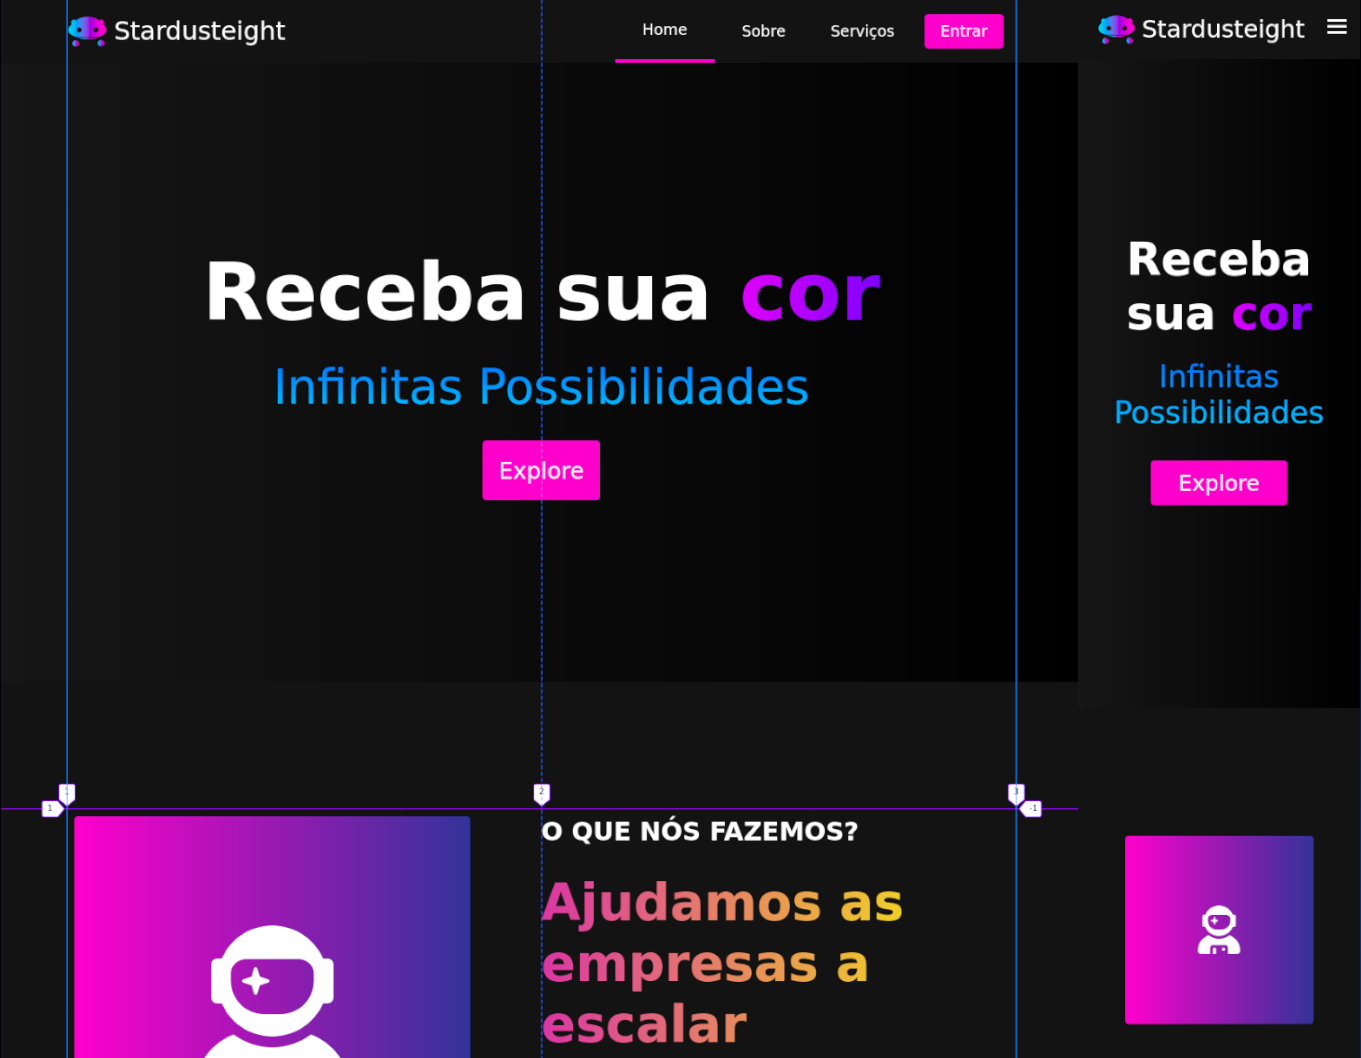 Stardusteight
Home
Sobre
Serviços
Entrar
Receba sua cor
Infinitas Possibilidades
Explore
1
2
3
1
-1
O QUE NÓS FAZEMOS?
Ajudamos as
empresas a
escalar
Stardusteight
Receba
sua cor
Infinitas
Possibilidades
Explore